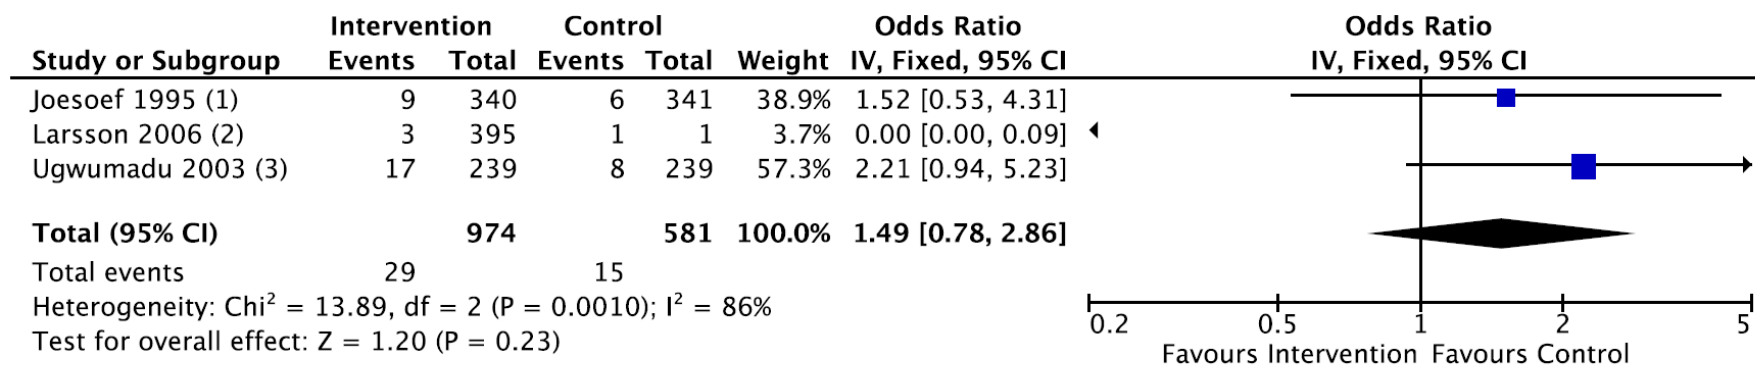 Intervention Control Odds Ratio Odds Ratio
Study or Subgroup Events Total Events Total Weight IV, Fixed, 95% CI IV, Fixed, 95% CI
Joesoef 1995 (1) 9 340 6 341 38.9% 1.52 [0.53, 4.31]
Larsson 2006 (2) 3 395 1 1 3.7% 0.00 [0.00, 0.09]
Ugwumadu 2003 (3) 17 239 8 239 57.3% 2.21 [0.94, 5.23]
Total (95% CI) 974 581 100.0% 1.49 [0.78, 2.86]
Total events 29 15
Heterogeneity: Chi² = 13.89, df = 2 (P = 0.0010); I² = 86%
Test for overall effect: Z = 1.20 (P = 0.23)
0.2 0.5 1 2 5
Favours Intervention Favours Control